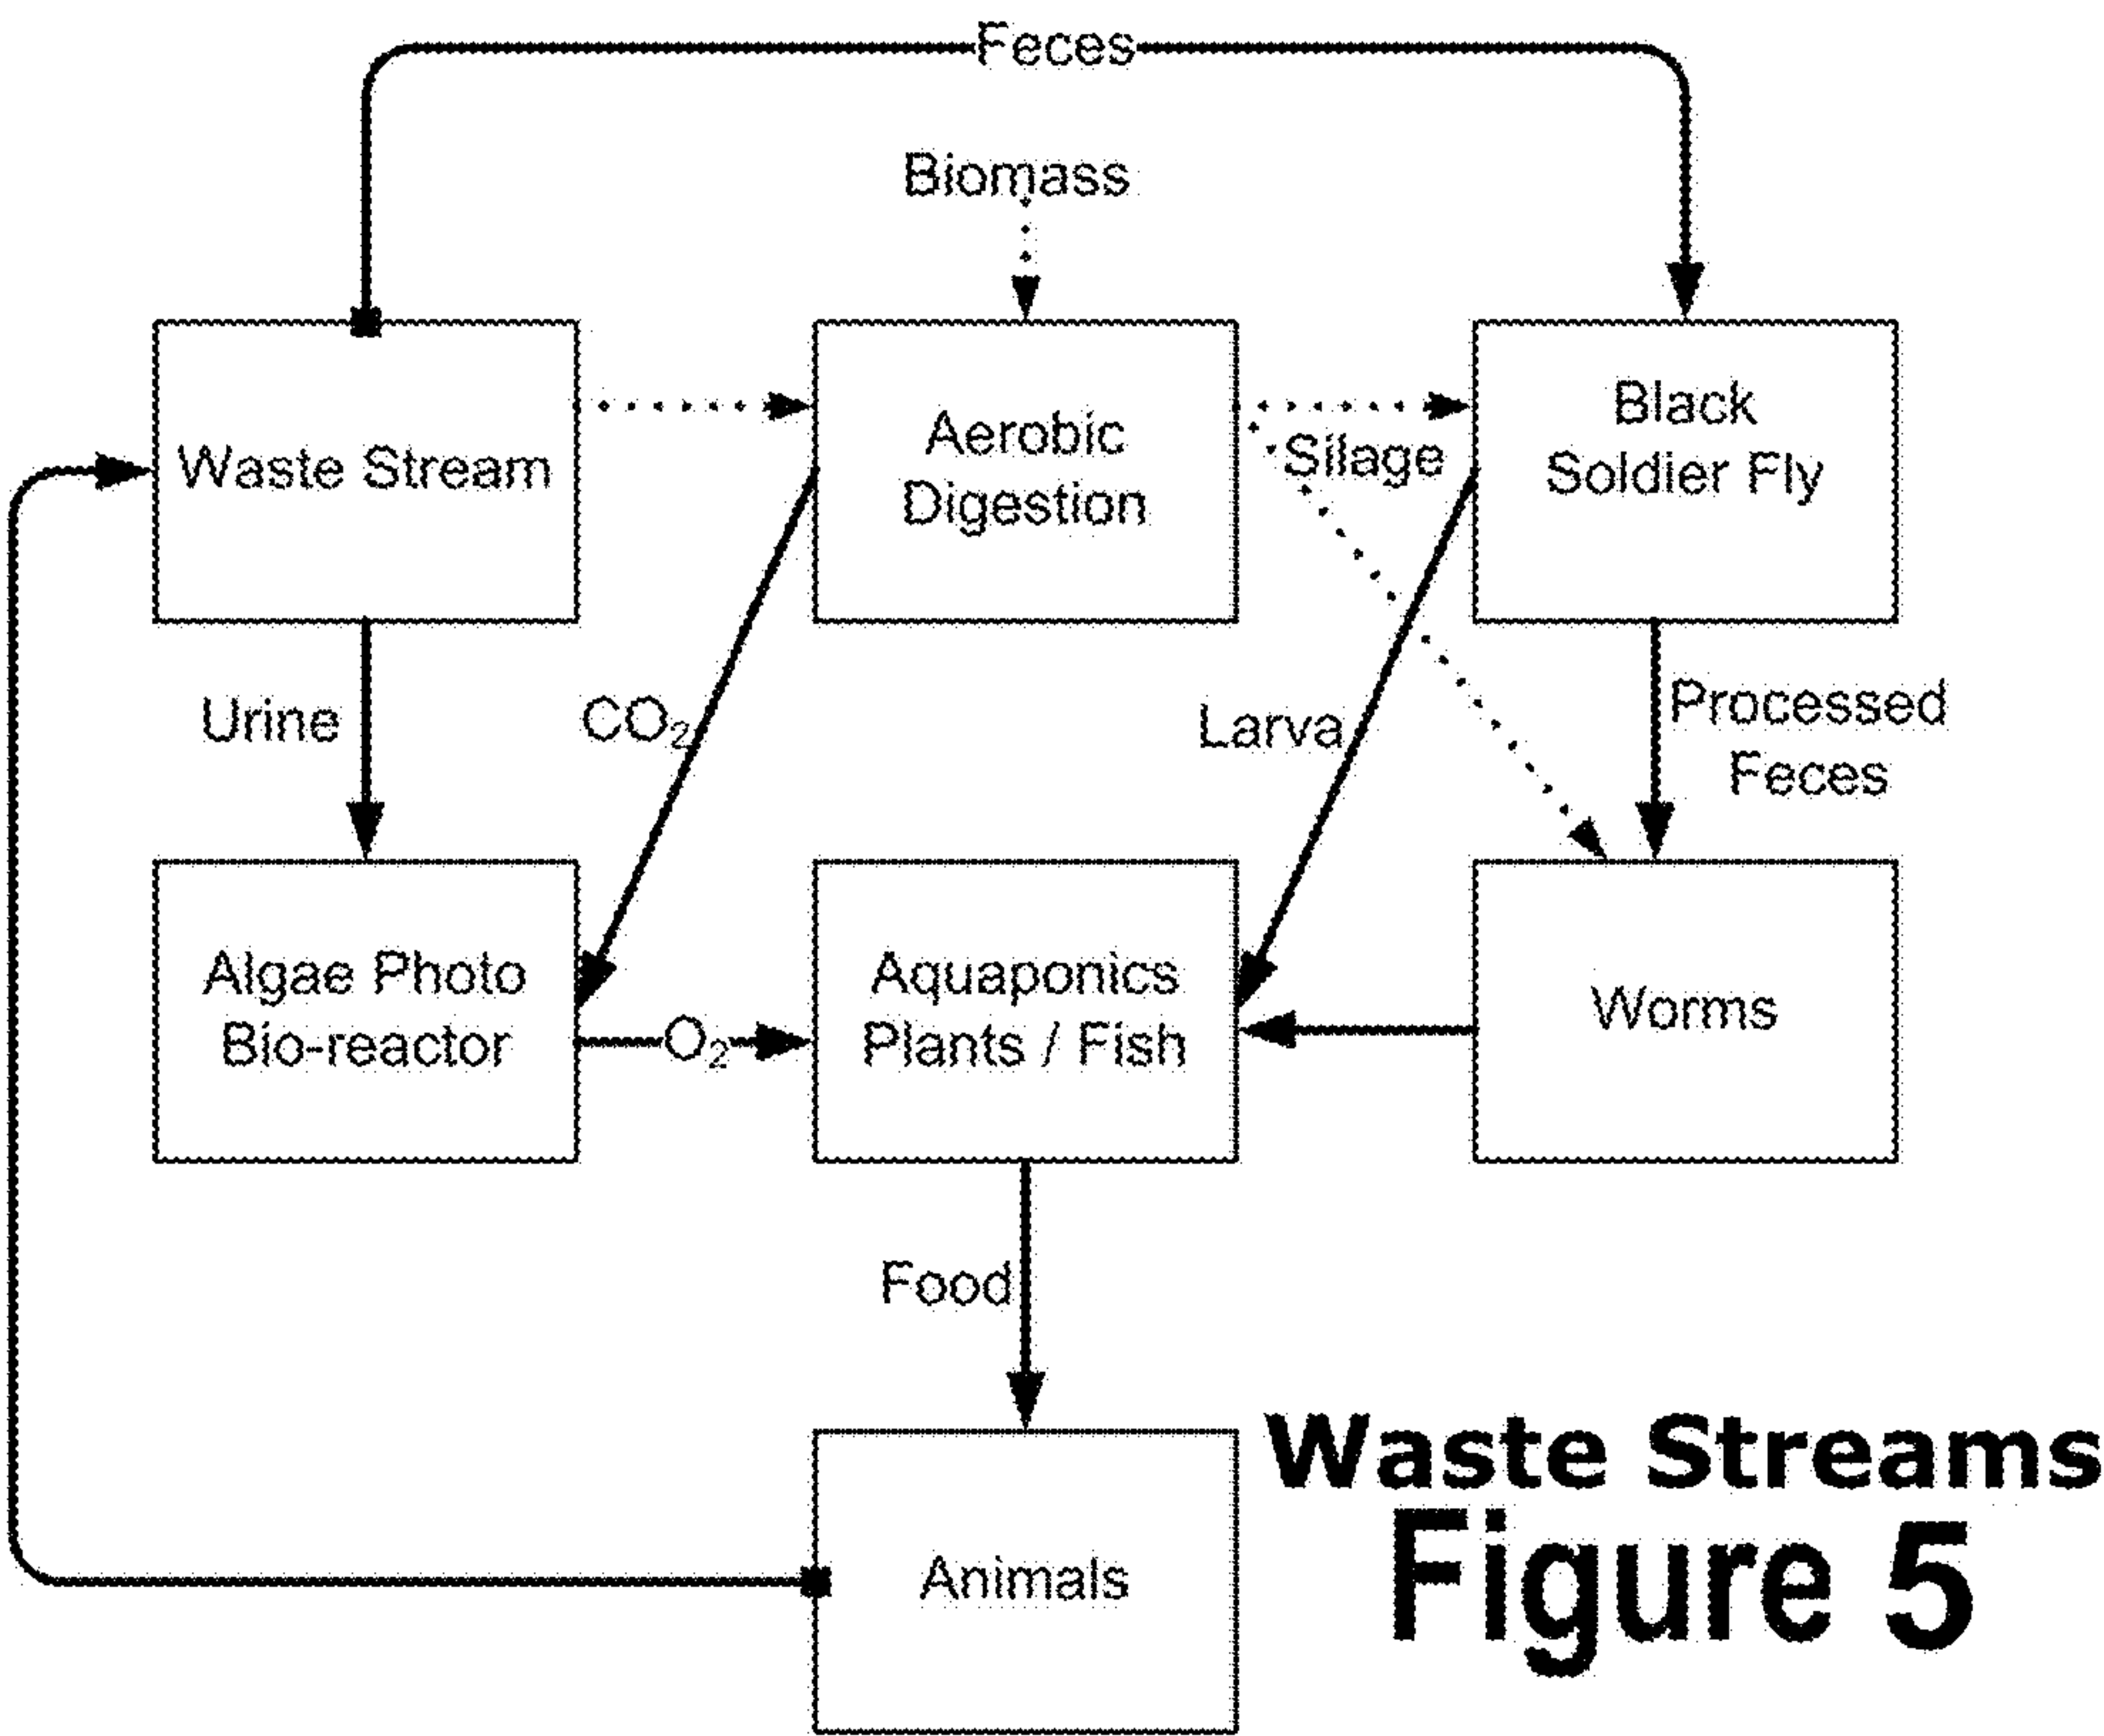 Feces
Biomass
Waste Stream
Aerobic
Digestion
Silage
Black
Soldier Fly
Urine
CO₂
Larva
Processed
Feces
Algae Photo
Bio-reactor
O₂
Aquaponics
Plants / Fish
Worms
Food
Animals
Waste Streams
Figure 5